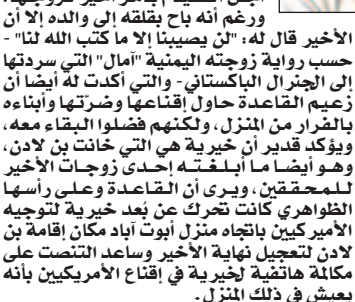 ورغم أنه باح بقلقه إلى والده إلا أن
الأخير قال له: "لن يصيبنا إلا ما كتب الله لنا" -
حسب رواية زوجته اليمنية "آمال" التي سردتها
إلى الجنرال الباكستاني- والتي أكدت له أيضا أن
زعيم القاعدة حاول إقناعها وضرّتها وأبناءه
بالفرار من المنزل، ولكنهم فضلوا البقاء معه،
ويؤكد قدير أن خيرية هي التي خانت بن لادن،
وهو أيضا ما أبلغته إحدى زوجات الأخير
للمحققين، ويرى أن القاعدة وعلى رأسها
الظواهري كانت تحرك عن بُعد خيرية لتوجيه
الأميركيين باتجاه منزل أبوت آباد مكان إقامة بن
لادن لتعجيل نهاية الأخير وساعد التنصت على
مكالمة هاتفية لخيرية في إقناع الأمريكيين بأنه
يعيش في ذلك المنزل.